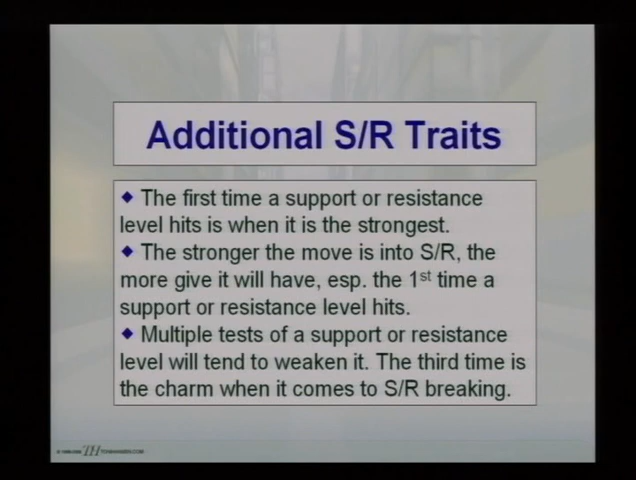 Additional S/R Traits
◆ The first time a support or resistance
level hits is when it is the strongest.
◆ The stronger the move is into S/R, the
more give it will have, esp. the 1st time a
support or resistance level hits.
◆ Multiple tests of a support or resistance
level will tend to weaken it. The third time is
the charm when it comes to S/R breaking.
TH